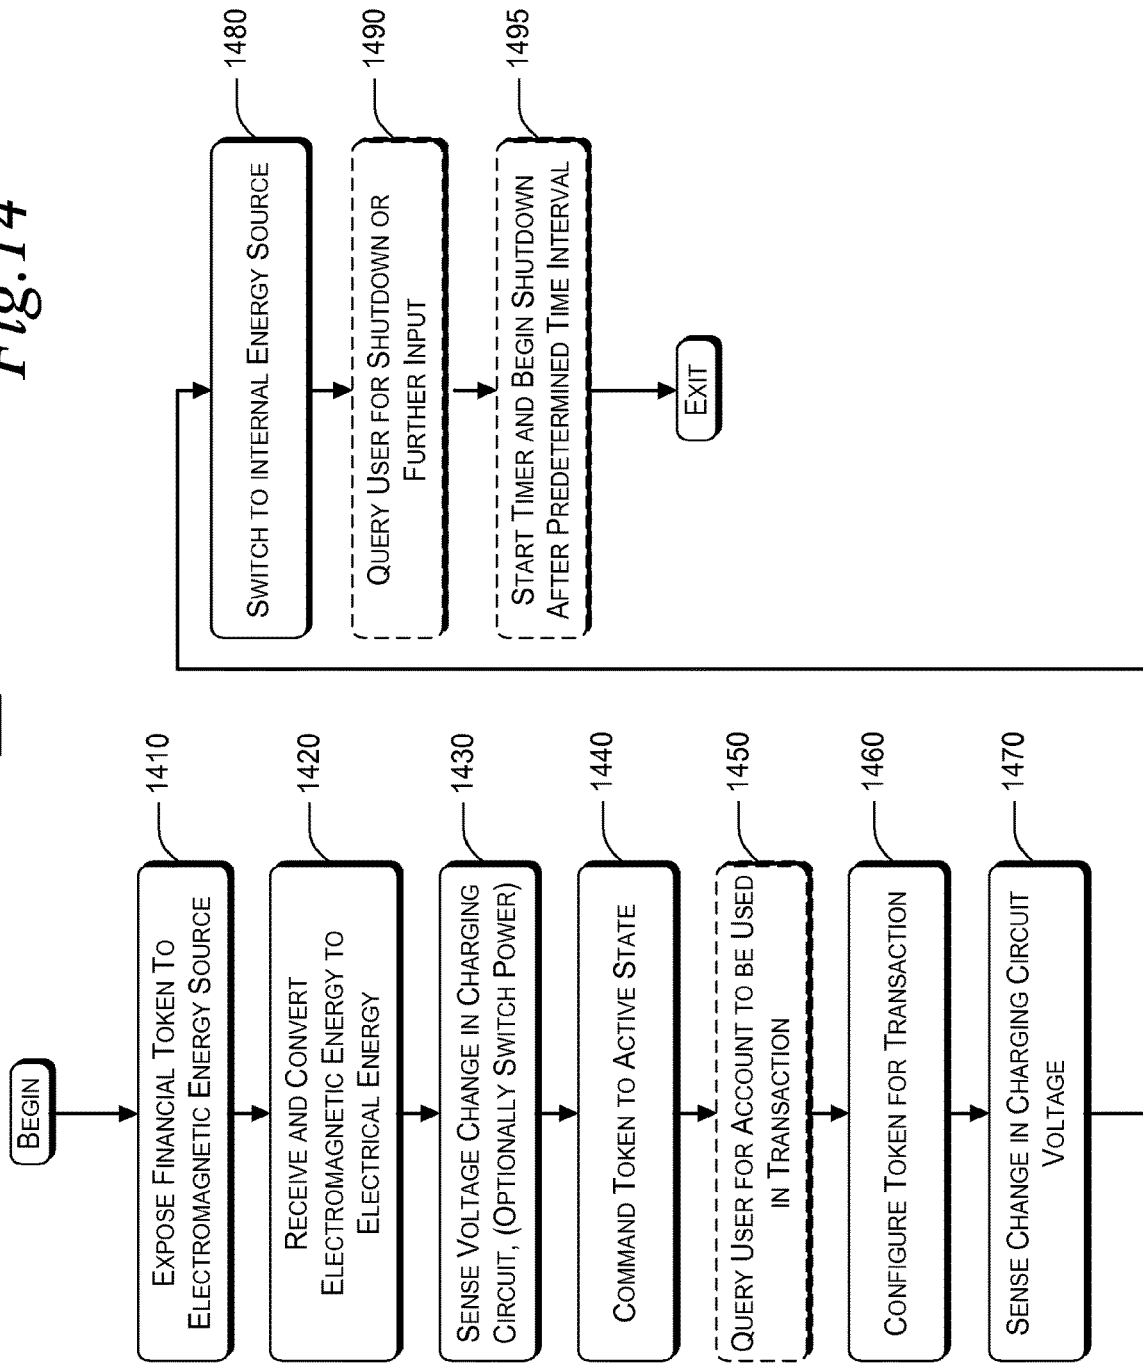 Fig.14
BEGIN
EXPOSE FINANCIAL TOKEN TO
ELECTROMAGNETIC ENERGY SOURCE
1410
RECEIVE AND CONVERT
ELECTROMAGNETIC ENERGY TO
ELECTRICAL ENERGY
1420
SENSE VOLTAGE CHANGE IN CHARGING
CIRCUIT, (OPTIONALLY SWITCH POWER)
1430
COMMAND TOKEN TO ACTIVE STATE
1440
QUERY USER FOR ACCOUNT TO BE USED
IN TRANSACTION
1450
CONFIGURE TOKEN FOR TRANSACTION
1460
SENSE CHANGE IN CHARGING CIRCUIT
VOLTAGE
1470
SWITCH TO INTERNAL ENERGY SOURCE
1480
QUERY USER FOR SHUTDOWN OR
FURTHER INPUT
1490
START TIMER AND BEGIN SHUTDOWN
AFTER PREDETERMINED TIME INTERVAL
1495
EXIT